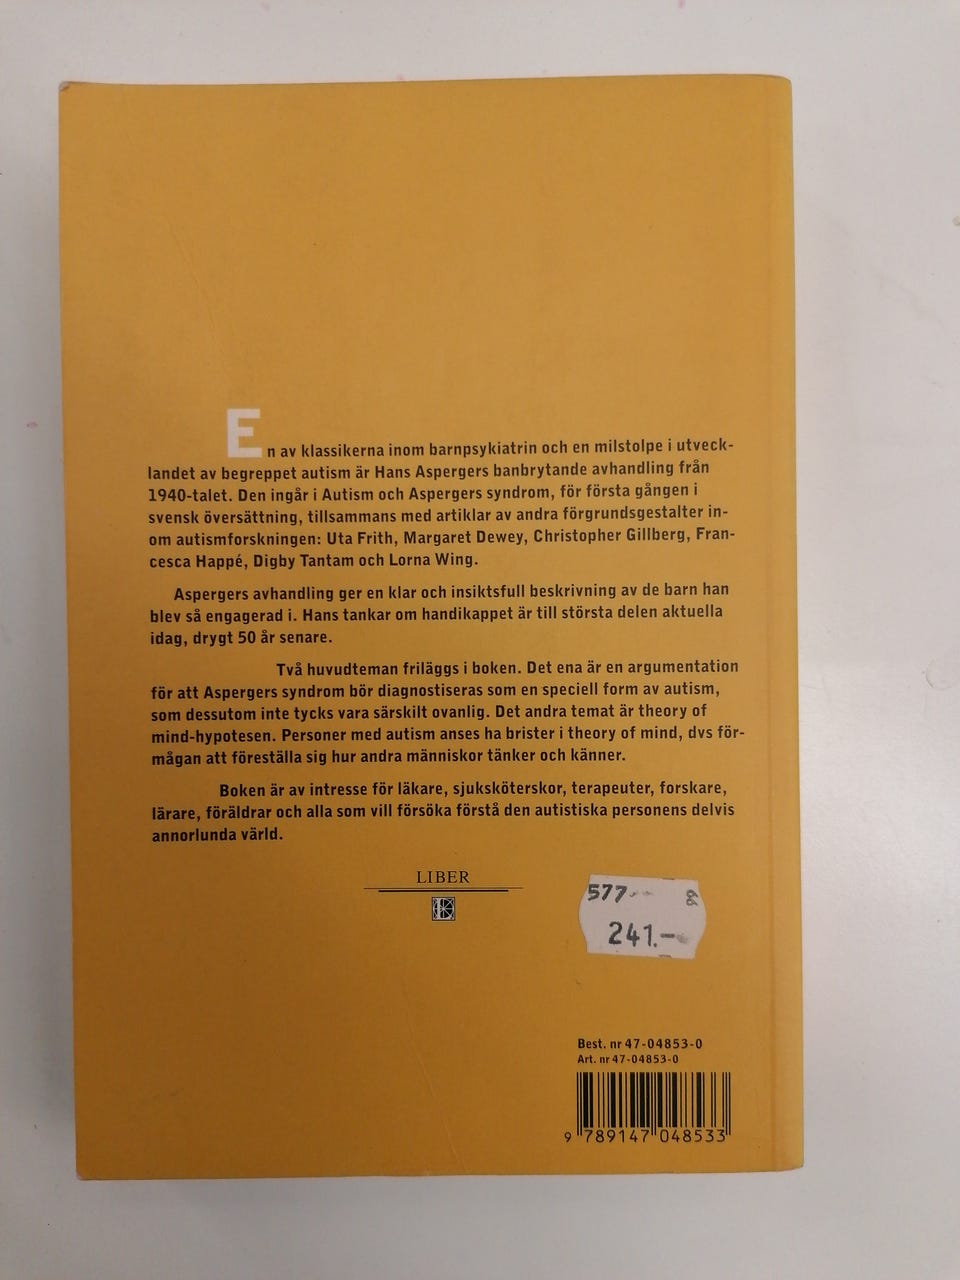 En av klassikerna inom barnpsykiatrin och en milstolpe i utveck-
landet av begreppet autism är Hans Aspergers banbrytande avhandling från
1940-talet. Den ingår i Autism och Aspergers syndrom, för första gången i
svensk översättning, tillsammans med artiklar av andra förgrundsgestalter in-
om autismforskningen: Uta Frith, Margaret Dewey, Christopher Gillberg, Fran-
cesca Happé, Digby Tantam och Lorna Wing.
Aspergers avhandling ger en klar och insiktsfull beskrivning av de barn han
blev så engagerad i. Hans tankar om handikappet är till största delen aktuella
idag, drygt 50 år senare.
Två huvudteman friläggs i boken. Det ena är en argumentation
för att Aspergers syndrom bör diagnostiseras som en speciell form av autism,
som dessutom inte tycks vara särskilt ovanlig. Det andra temat är theory of
mind-hypotesen. Personer med autism anses ha brister i theory of mind, dvs för-
mågan att föreställa sig hur andra människor tänker och känner.
Boken är av intresse för läkare, sjuksköterskor, terapeuter, forskare,
lärare, föräldrar och alla som vill försöka förstå den autistiska personens delvis
annorlunda värld.
LIBER
577
241.-
Best. nr 47-04853-0
Art. nr 47-04853-0
9 789147 048533